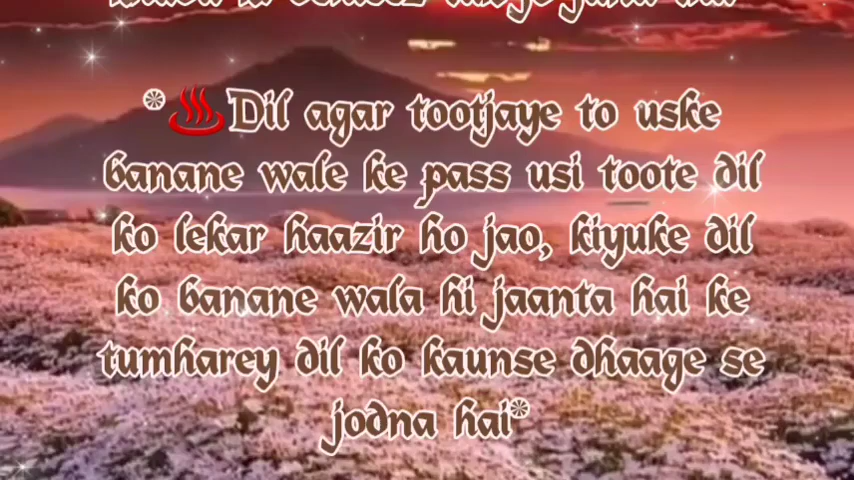 *♨️Dil agar tootjaye to uske
banane wale ke pass usi toote dil
ko lekar haazir ho jao, kiyuke dil
ko banane wala hi jaanta hai ke
tumharey dil ko kaunse dhaage se
jodna hai*